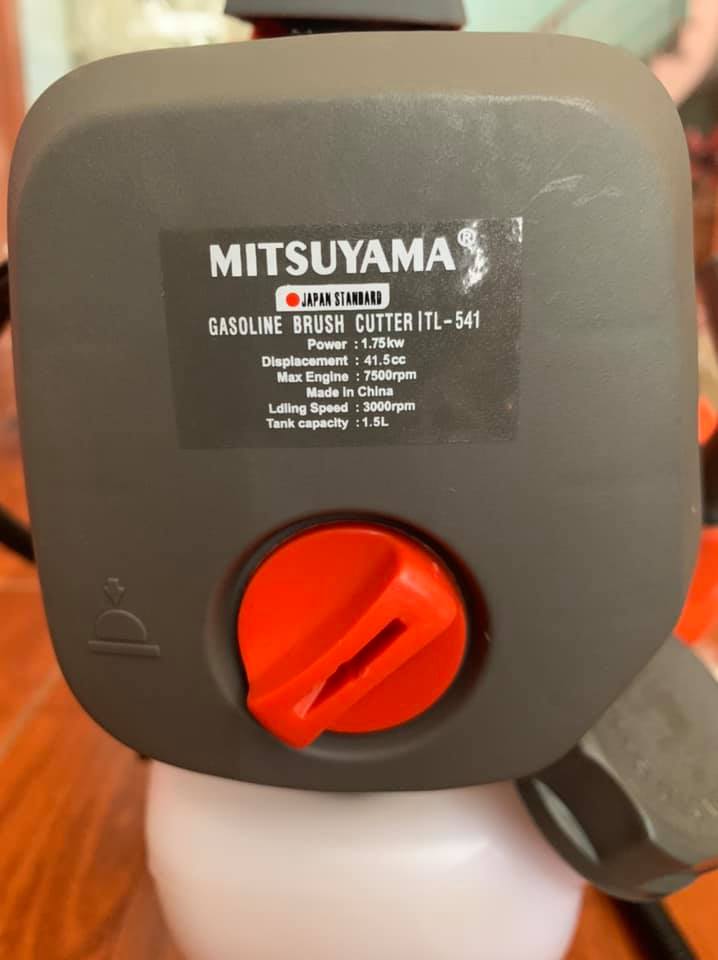 MITSUYAMA®
JAPAN STANDARD
GASOLINE BRUSH CUTTER | TL-541
Power : 1.75kw
Displacement : 41.5cc
Max Engine : 7500rpm
Made in China
Ldling Speed : 3000rpm
Tank capacity : 1.5L